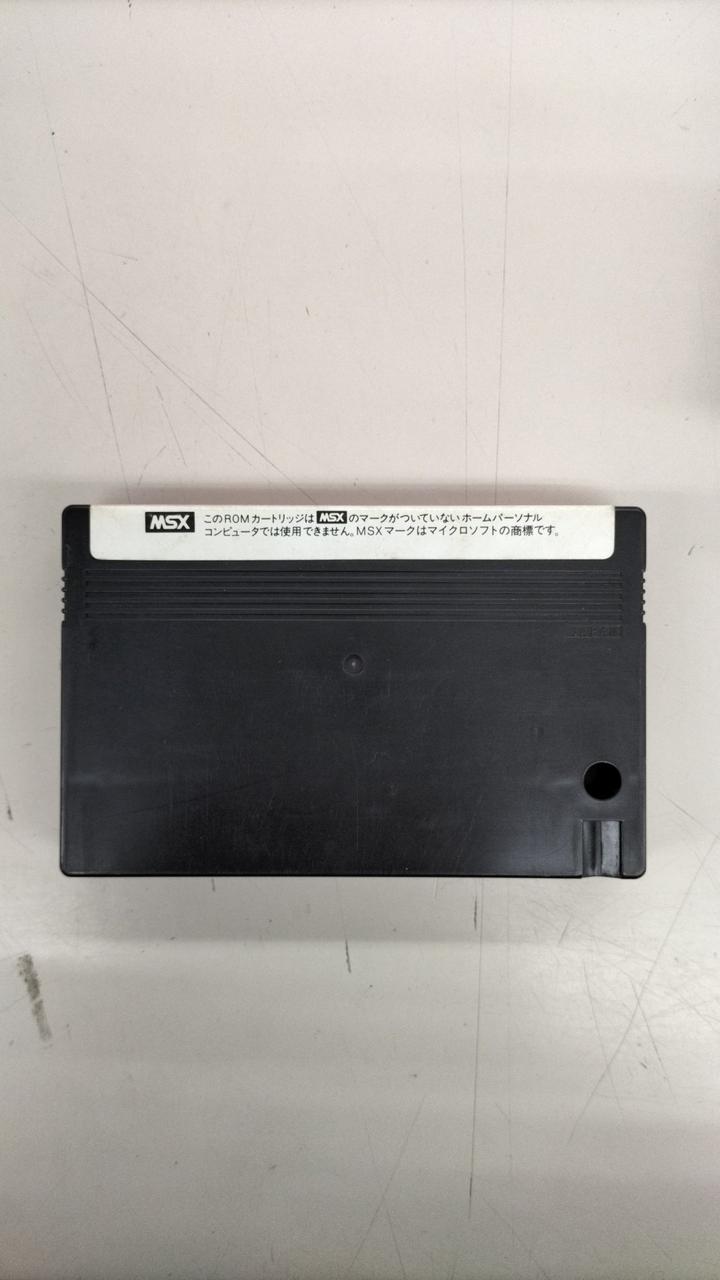 MSX このROMカートリッジはMSXのマークがついていないホームパーソナル
コンピュータでは使用できません。MSXマークはマイクロソフトの商標です。